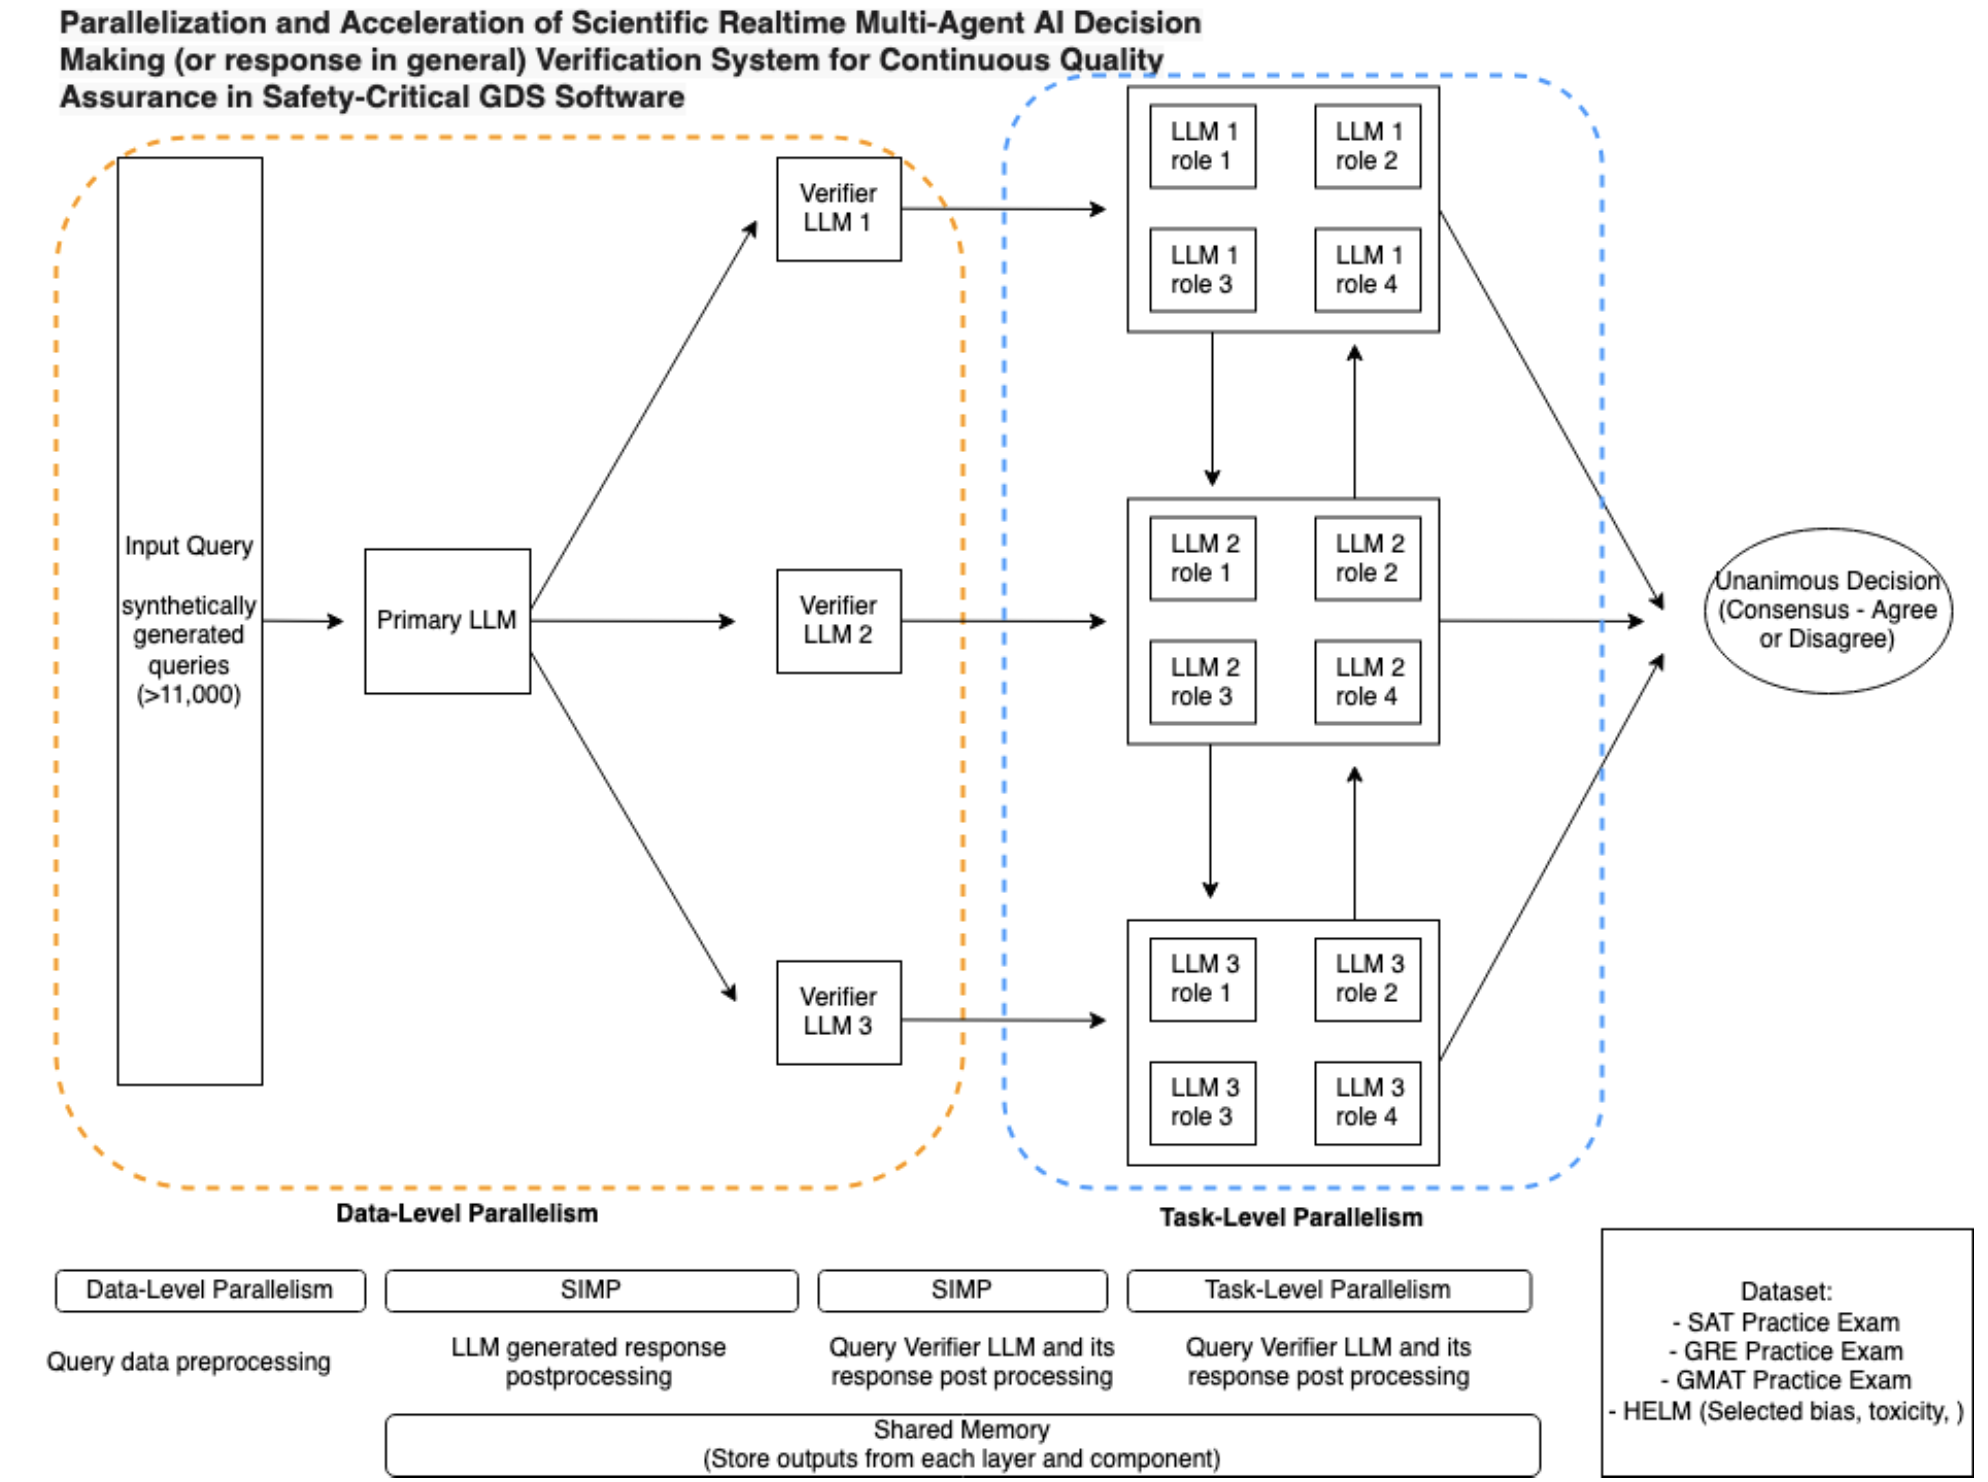 Parallelization and Acceleration of Scientific Realtime Multi-Agent AI Decision
Making (or response in general) Verification System for Continuous Quality
Assurance in Safety-Critical GDS Software
Input Query
synthetically
generated
queries
(>11,000)
Primary LLM
Verifier
LLM 1
Verifier
LLM 2
Verifier
LLM 3
LLM 1
role 1
LLM 1
role 2
LLM 1
role 3
LLM 1
role 4
LLM 2
role 1
LLM 2
role 2
LLM 2
role 3
LLM 2
role 4
LLM 3
role 1
LLM 3
role 2
LLM 3
role 3
LLM 3
role 4
Unanimous Decision
(Consensus - Agree
or Disagree)
Data-Level Parallelism
Task-Level Parallelism
Data-Level Parallelism
SIMP
SIMP
Task-Level Parallelism
Query data preprocessing
LLM generated response
postprocessing
Query Verifier LLM and its
response post processing
Query Verifier LLM and its
response post processing
Shared Memory
(Store outputs from each layer and component)
Dataset:
- SAT Practice Exam
- GRE Practice Exam
- GMAT Practice Exam
- HELM (Selected bias, toxicity, )